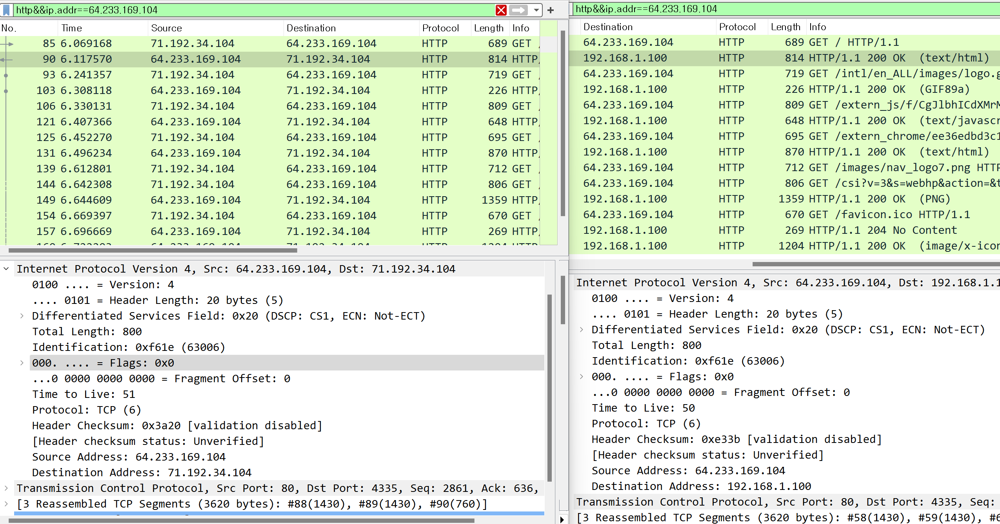 http&&ip.addr==64.233.169.104
No. Time Source Destination Protocol Length Info
85 6.069168 71.192.34.104 64.233.169.104 HTTP 689 GET
90 6.117570 64.233.169.104 71.192.34.104 HTTP 814 HTTP
93 6.241357 71.192.34.104 64.233.169.104 HTTP 719 GET
103 6.308118 64.233.169.104 71.192.34.104 HTTP 226 HTTP
106 6.330131 71.192.34.104 64.233.169.104 HTTP 809 GET
121 6.407366 64.233.169.104 71.192.34.104 HTTP 648 HTTP
125 6.452270 71.192.34.104 64.233.169.104 HTTP 695 GET
131 6.496234 64.233.169.104 71.192.34.104 HTTP 870 HTTP
139 6.612801 71.192.34.104 64.233.169.104 HTTP 712 GET
144 6.642308 71.192.34.104 64.233.169.104 HTTP 806 GET
149 6.644609 64.233.169.104 71.192.34.104 HTTP 1359 HTTP
154 6.669397 71.192.34.104 64.233.169.104 HTTP 670 GET
157 6.696669 64.233.169.104 71.192.34.104 HTTP 269 HTTP
Internet Protocol Version 4, Src: 64.233.169.104, Dst: 71.192.34.104
0100 .... = Version: 4
.... 0101 = Header Length: 20 bytes (5)
Differentiated Services Field: 0x20 (DSCP: CS1, ECN: Not-ECT)
Total Length: 800
Identification: 0xf61e (63006)
000. .... = Flags: 0x0
...0 0000 0000 0000 = Fragment Offset: 0
Time to Live: 51
Protocol: TCP (6)
Header Checksum: 0x3a20 [validation disabled]
[Header checksum status: Unverified]
Source Address: 64.233.169.104
Destination Address: 71.192.34.104
Transmission Control Protocol, Src Port: 80, Dst Port: 4335, Seq: 2861, Ack: 636,
[3 Reassembled TCP Segments (3620 bytes): #88(1430), #89(1430), #90(760)]
http&&ip.addr==64.233.169.104
Destination Protocol Length Info
64.233.169.104 HTTP 689 GET / HTTP/1.1
192.168.1.100 HTTP 814 HTTP/1.1 200 OK (text/html)
64.233.169.104 HTTP 719 GET /intl/en_ALL/images/logo.g
192.168.1.100 HTTP 226 HTTP/1.1 200 OK (GIF89a)
64.233.169.104 HTTP 809 GET /extern_js/f/CgJlbhICdXMrM
192.168.1.100 HTTP 648 HTTP/1.1 200 OK (text/javascr
64.233.169.104 HTTP 695 GET /extern_chrome/ee36edbd3c1
192.168.1.100 HTTP 870 HTTP/1.1 200 OK (text/html)
64.233.169.104 HTTP 712 GET /images/nav_logo7.png HTTP
64.233.169.104 HTTP 806 GET /csi?v=3&s=webhp&action=&t
192.168.1.100 HTTP 1359 HTTP/1.1 200 OK (PNG)
64.233.169.104 HTTP 670 GET /favicon.ico HTTP/1.1
192.168.1.100 HTTP 269 HTTP/1.1 204 No Content
192.168.1.100 HTTP 1204 HTTP/1.1 200 OK (image/x-icon
Internet Protocol Version 4, Src: 64.233.169.104, Dst: 192.168.1.1
0100 .... = Version: 4
.... 0101 = Header Length: 20 bytes (5)
Differentiated Services Field: 0x20 (DSCP: CS1, ECN: Not-ECT)
Total Length: 800
Identification: 0xf61e (63006)
000. .... = Flags: 0x0
...0 0000 0000 0000 = Fragment Offset: 0
Time to Live: 50
Protocol: TCP (6)
Header Checksum: 0xe33b [validation disabled]
[Header checksum status: Unverified]
Source Address: 64.233.169.104
Destination Address: 192.168.1.100
Transmission Control Protocol, Src Port: 80, Dst Port: 4335, Seq:
[3 Reassembled TCP Segments (3620 bytes): #58(1430), #59(1430), #6